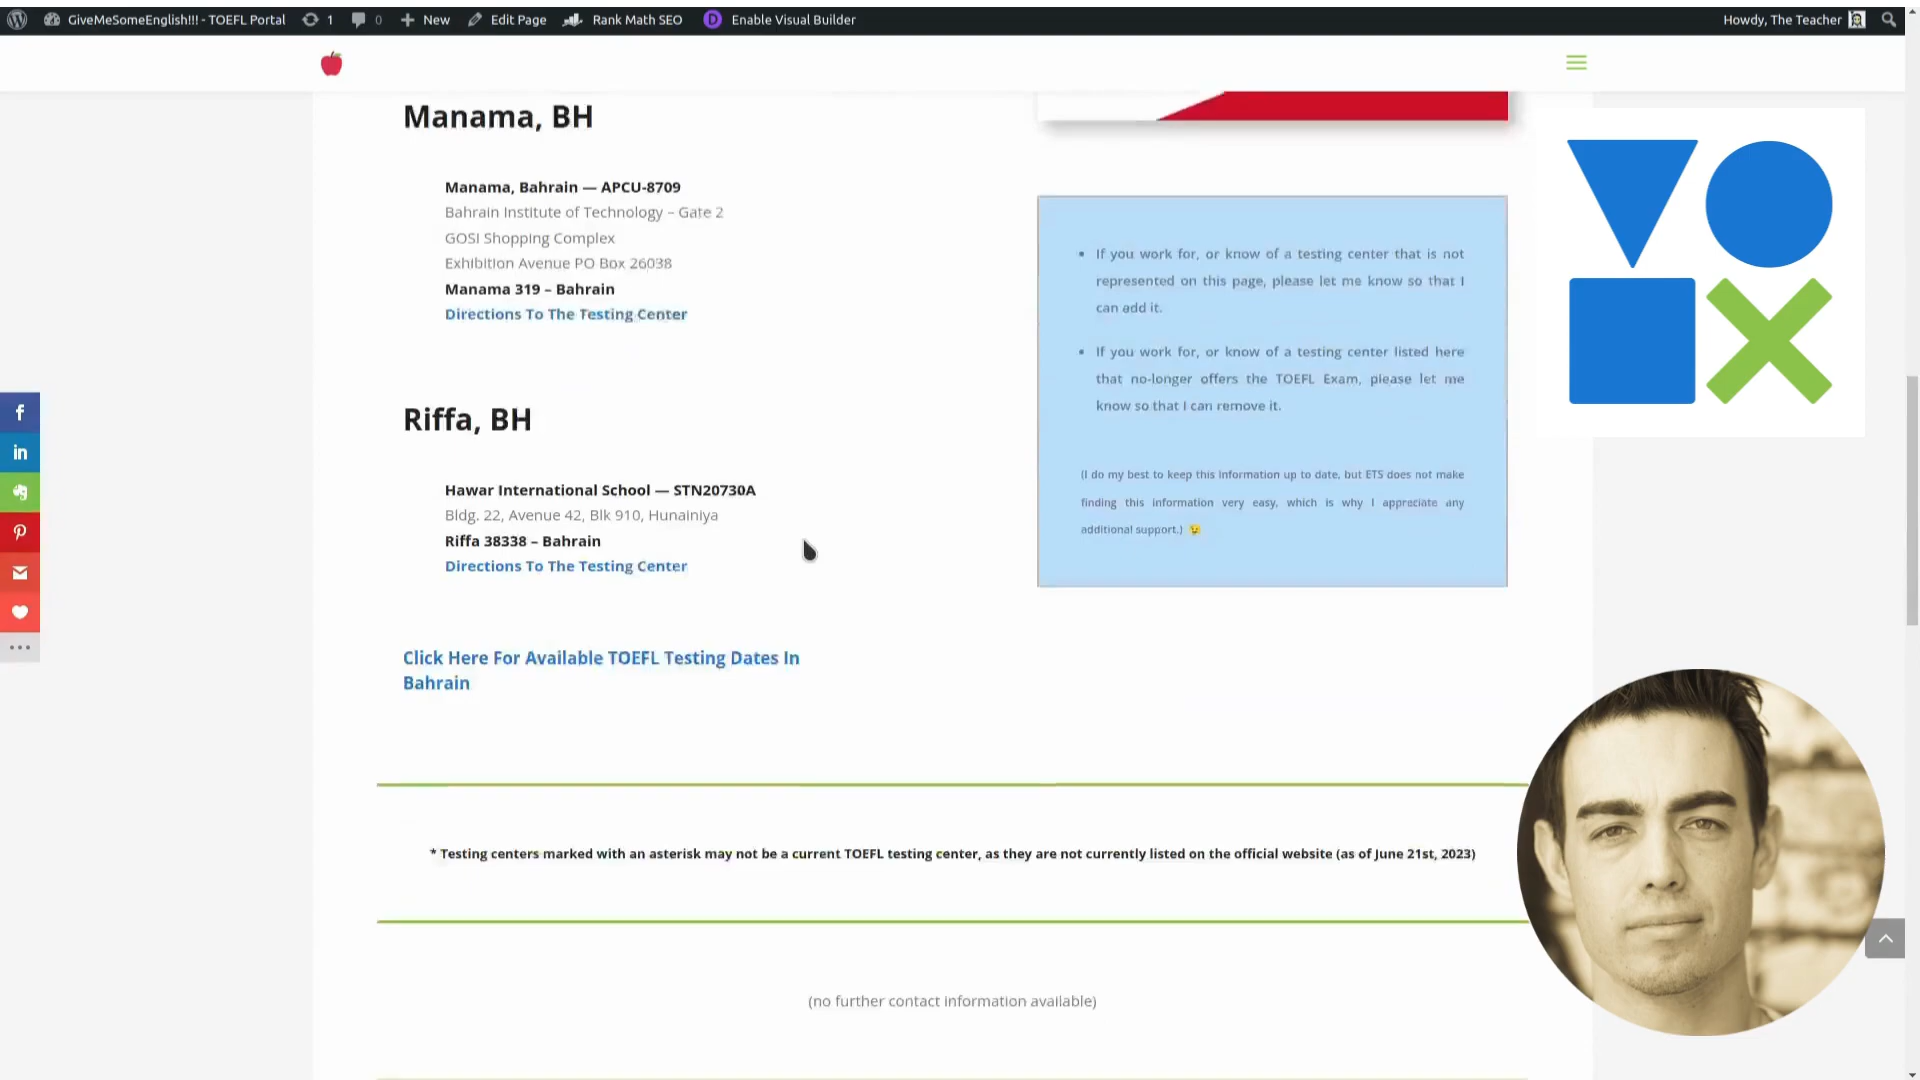 GiveMeSomeEnglish!!! - TOEFL Portal 1 0 New Edit Page Rank Math SEO D Enable Visual Builder Howdy, The Teacher
Manama, BH
Manama, Bahrain — APCU-8709
Bahrain Institute of Technology – Gate 2
GOSI Shopping Complex
Exhibition Avenue PO Box 26038
Manama 319 – Bahrain
Directions To The Testing Center
Riffa, BH
Hawar International School — STN20730A
Bldg. 22, Avenue 42, Blk 910, Hunainiya
Riffa 38338 – Bahrain
Directions To The Testing Center
Click Here For Available TOEFL Testing Dates In
Bahrain
• If you work for, or know of a testing center that is not
represented on this page, please let me know so that I
can add it.
• If you work for, or know of a testing center listed here
that no-longer offers the TOEFL Exam, please let me
know so that I can remove it.
(I do my best to keep this information up to date, but ETS does not make
finding this information very easy, which is why I appreciate any
additional support.) 😉
* Testing centers marked with an asterisk may not be a current TOEFL testing center, as they are not currently listed on the official website (as of June 21st, 2023)
(no further contact information available)